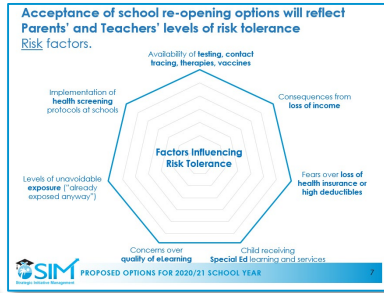 Acceptance of school re-opening options will reflect
Parents' and Teachers' levels of risk tolerance
Risk factors.
Availability of testing, contact
tracing, therapies, vaccines
Implementation of
health screening
protocols at schools
Consequences from
loss of income
Factors Influencing
Risk Tolerance
Levels of unavoidable
exposure ("already
exposed anyway")
Fears over loss of
health insurance or
high deductibles
Concerns over
quality of eLearning
Child receiving
Special Ed learning and services
SIM
Strategic Initiative Management
PROPOSED OPTIONS FOR 2020/21 SCHOOL YEAR
7